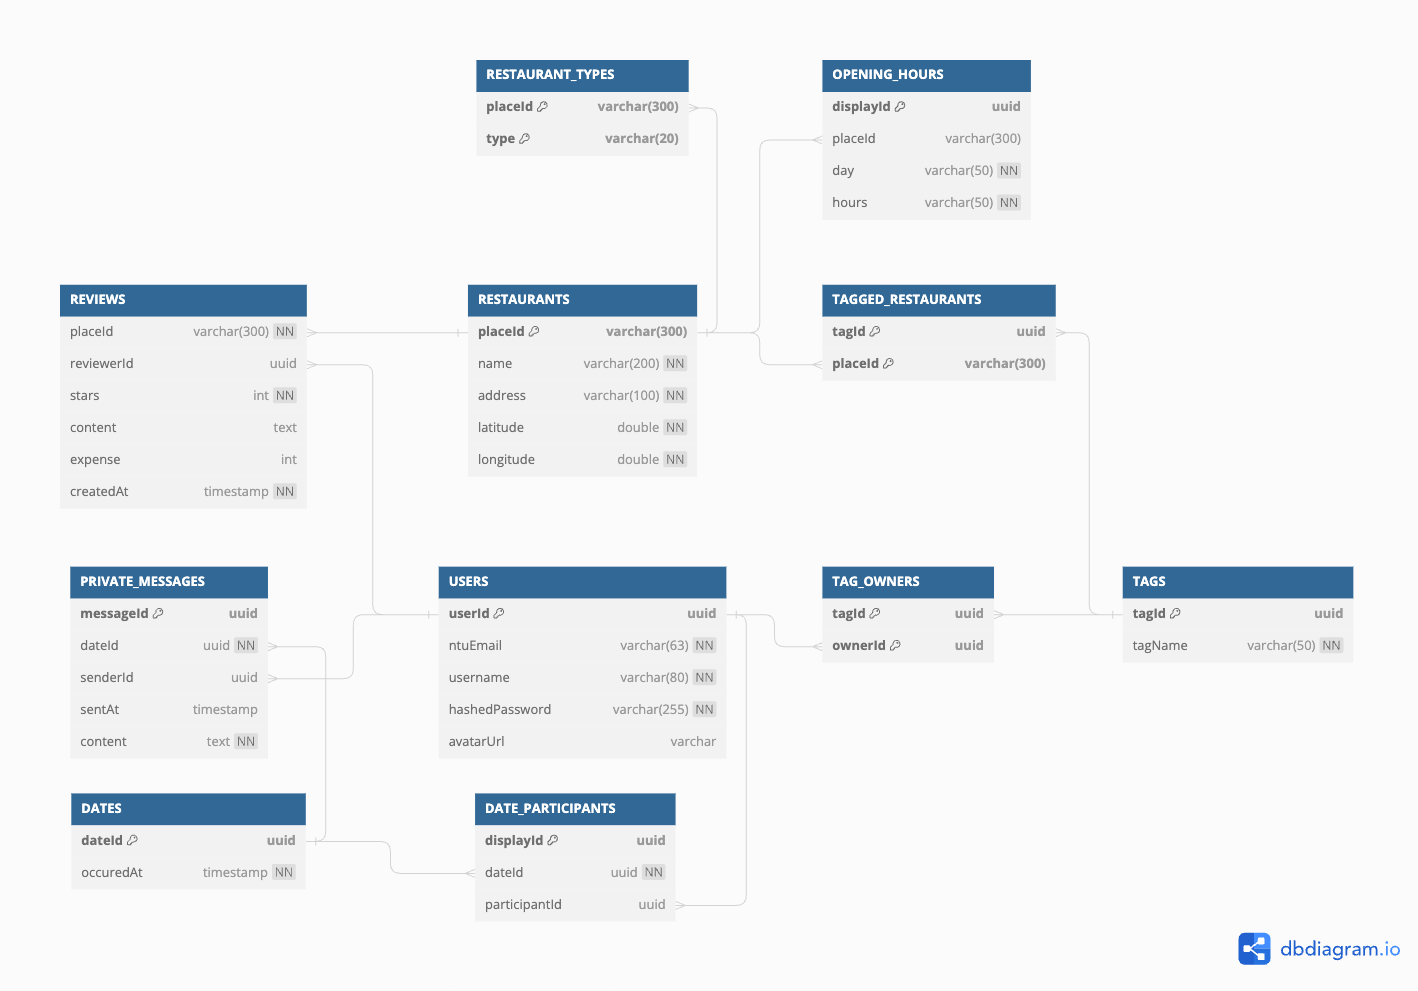 RESTAURANT_TYPES
placeId varchar(300)
type varchar(20)
OPENING_HOURS
displayId uuid
placeId varchar(300)
day varchar(50) NN
hours varchar(50) NN
REVIEWS
placeId varchar(300) NN
reviewerId uuid
stars int NN
content text
expense int
createdAt timestamp NN
RESTAURANTS
placeId varchar(300)
name varchar(200) NN
address varchar(100) NN
latitude double NN
longitude double NN
TAGGED_RESTAURANTS
tagId uuid
placeId varchar(300)
PRIVATE_MESSAGES
messageId uuid
dateId uuid NN
senderId uuid
sentAt timestamp
content text NN
USERS
userId uuid
ntuEmail varchar(63) NN
username varchar(80) NN
hashedPassword varchar(255) NN
avatarUrl varchar
TAG_OWNERS
tagId uuid
ownerId uuid
TAGS
tagId uuid
tagName varchar(50) NN
DATES
dateId uuid
occuredAt timestamp NN
DATE_PARTICIPANTS
displayId uuid
dateId uuid NN
participantId uuid
dbdiagram.io